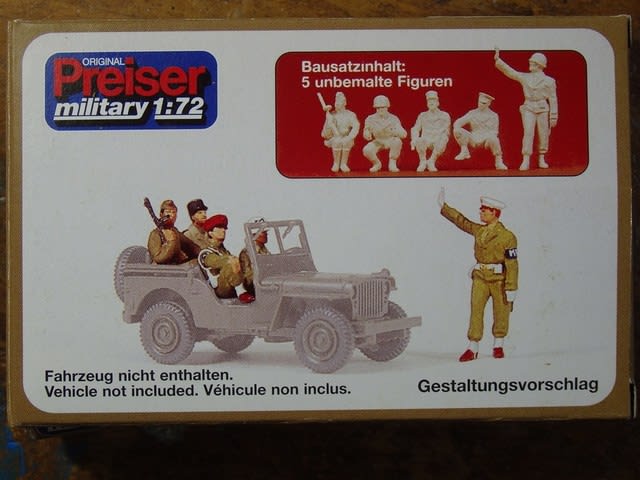 ORIGINAL
Preiser
military 1:72
Bausatzinhalt:
5 unbemalte Figuren
Fahrzeug nicht enthalten.
Vehicle not included. Véhicule non inclus.
Gestaltungsvorschlag